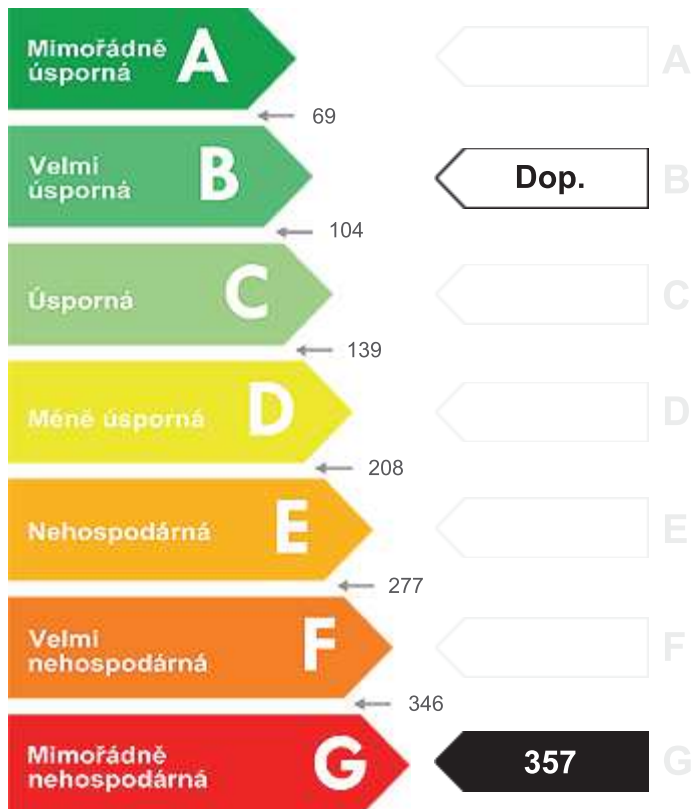 Mimořádně
úsporná
A
A
69
Velmi
úsporná
B
Dop.
B
104
Úsporná
C
C
139
Méně úsporná
D
D
208
Nehospodárná
E
E
277
Velmi
nehospodárná
F
F
346
Mimořádně
nehospodárná
G
357
G